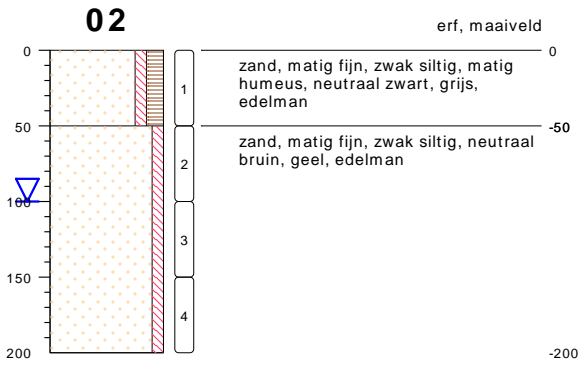 02
erf, maaiveld
0
0
zand, matig fijn, zwak siltig, matig
humeus, neutraal zwart, grijs,
edelman
1
50
-50
zand, matig fijn, zwak siltig, neutraal
bruin, geel, edelman
2
100
3
150
4
200
-200